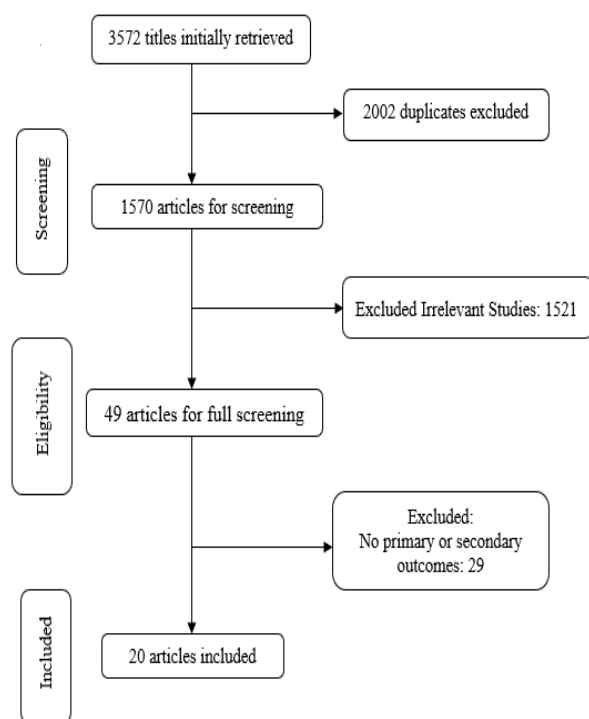 3572 titles initially retrieved
2002 duplicates excluded
Screening
1570 articles for screening
Excluded Irrelevant Studies: 1521
Eligibility
49 articles for full screening
Excluded:
No primary or secondary
outcomes: 29
Included
20 articles included